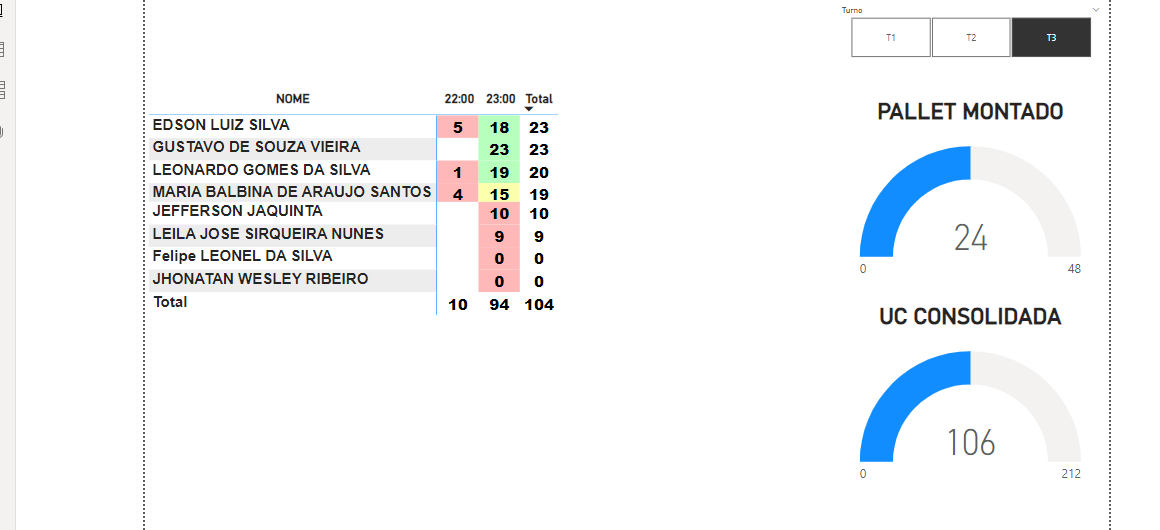 Turno
T1 T2 T3
NOME 22:00 23:00 Total
EDSON LUIZ SILVA 5 18 23
GUSTAVO DE SOUZA VIEIRA 23 23
LEONARDO GOMES DA SILVA 1 19 20
MARIA BALBINA DE ARAUJO SANTOS 4 15 19
JEFFERSON JAQUINTA 10 10
LEILA JOSE SIRQUEIRA NUNES 9 9
Felipe LEONEL DA SILVA 0 0
JHONATAN WESLEY RIBEIRO 0 0
Total 10 94 104
PALLET MONTADO
24
0 48
UC CONSOLIDADA
106
0 212